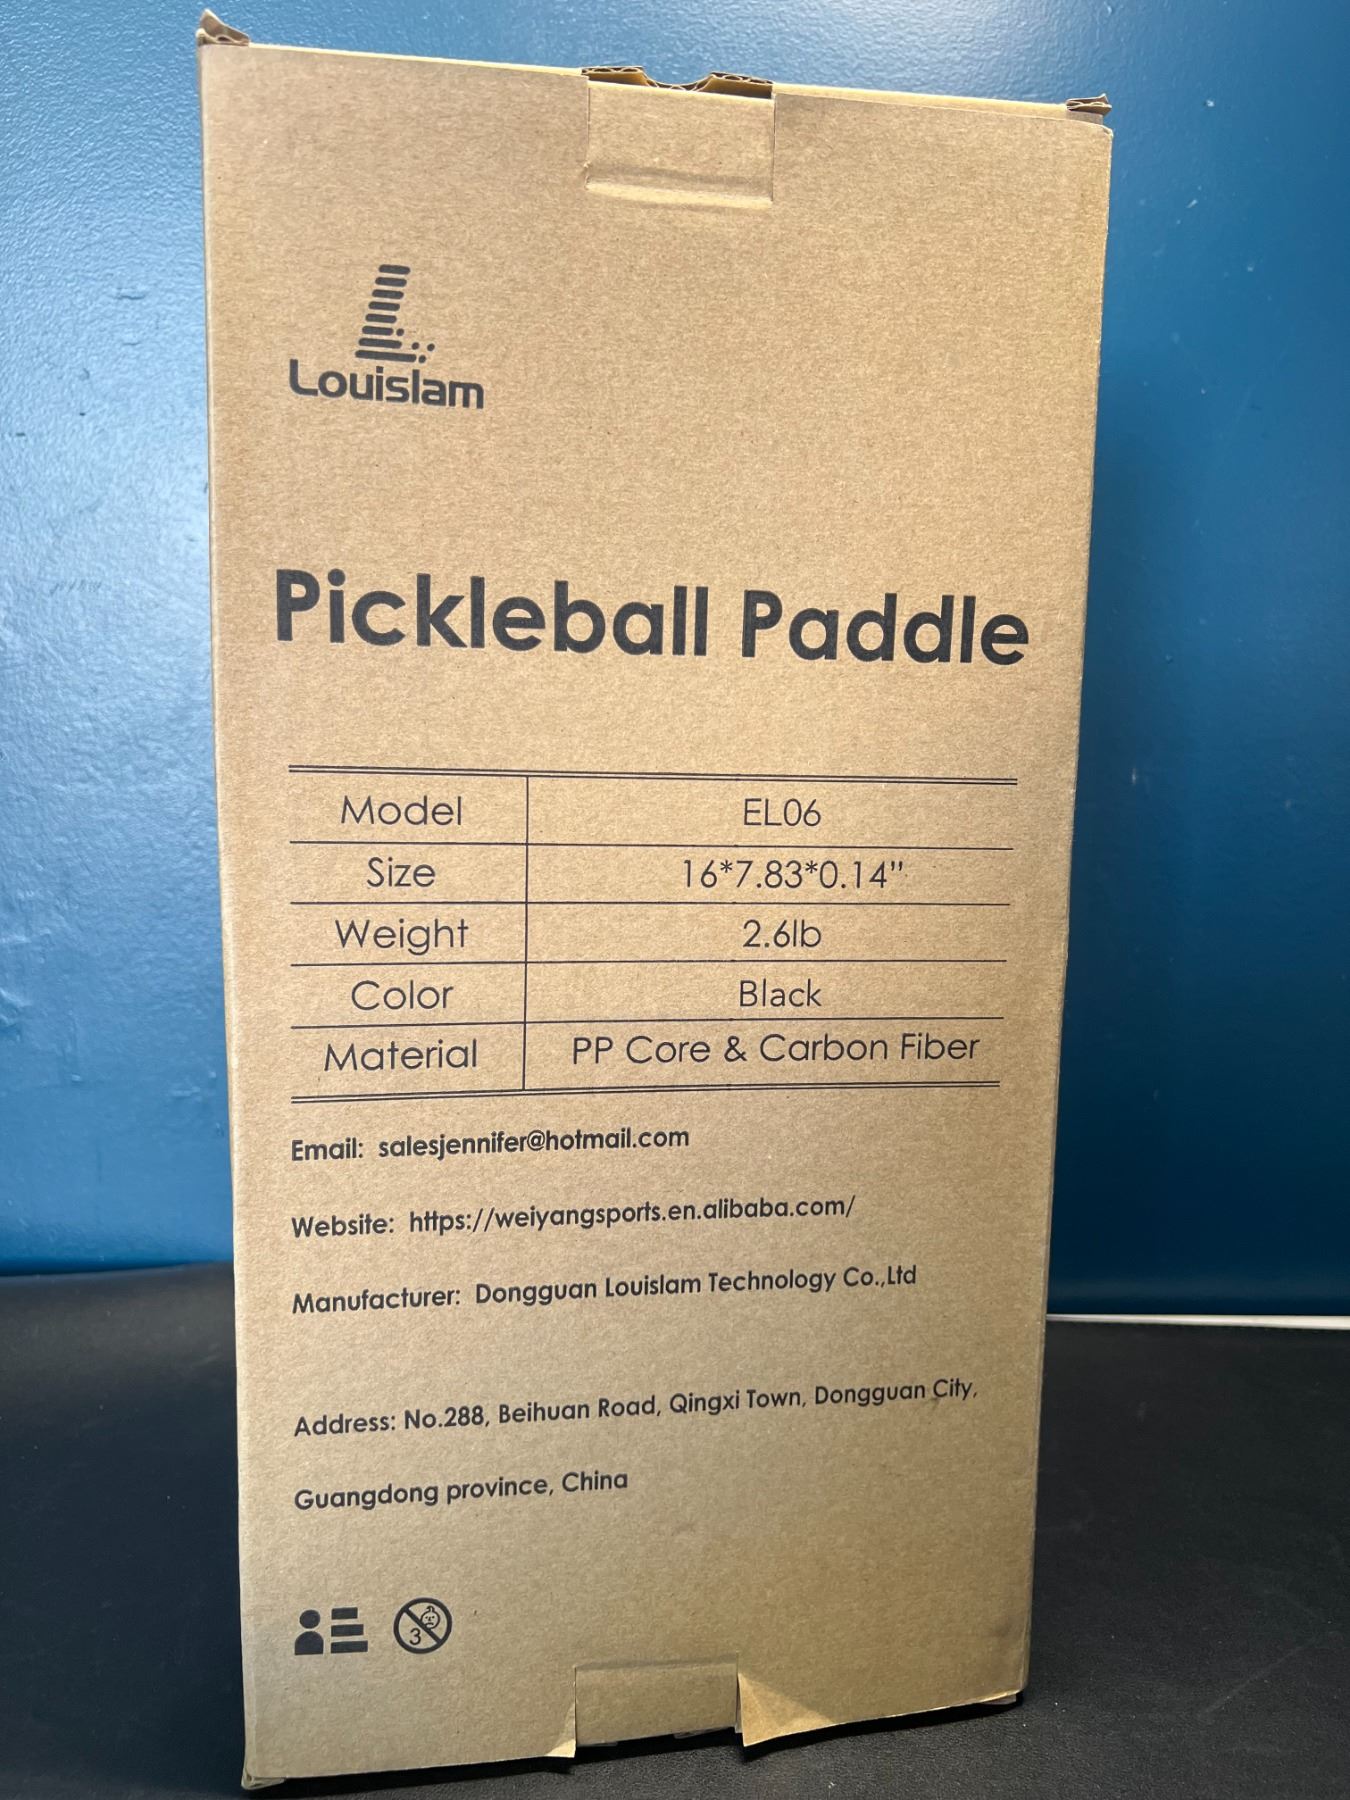 Louislam
Pickleball Paddle
Model EL06
Size 16*7.83*0.14”
Weight 2.6lb
Color Black
Material PP Core & Carbon Fiber
Email: salesjennifer@hotmail.com
Website: https://weiyangsports.en.alibaba.com/
Manufacturer: Dongguan Louislam Technology Co.,Ltd
Address: No.288, Beihuan Road, Qingxi Town, Dongguan City,
Guangdong province, China
3